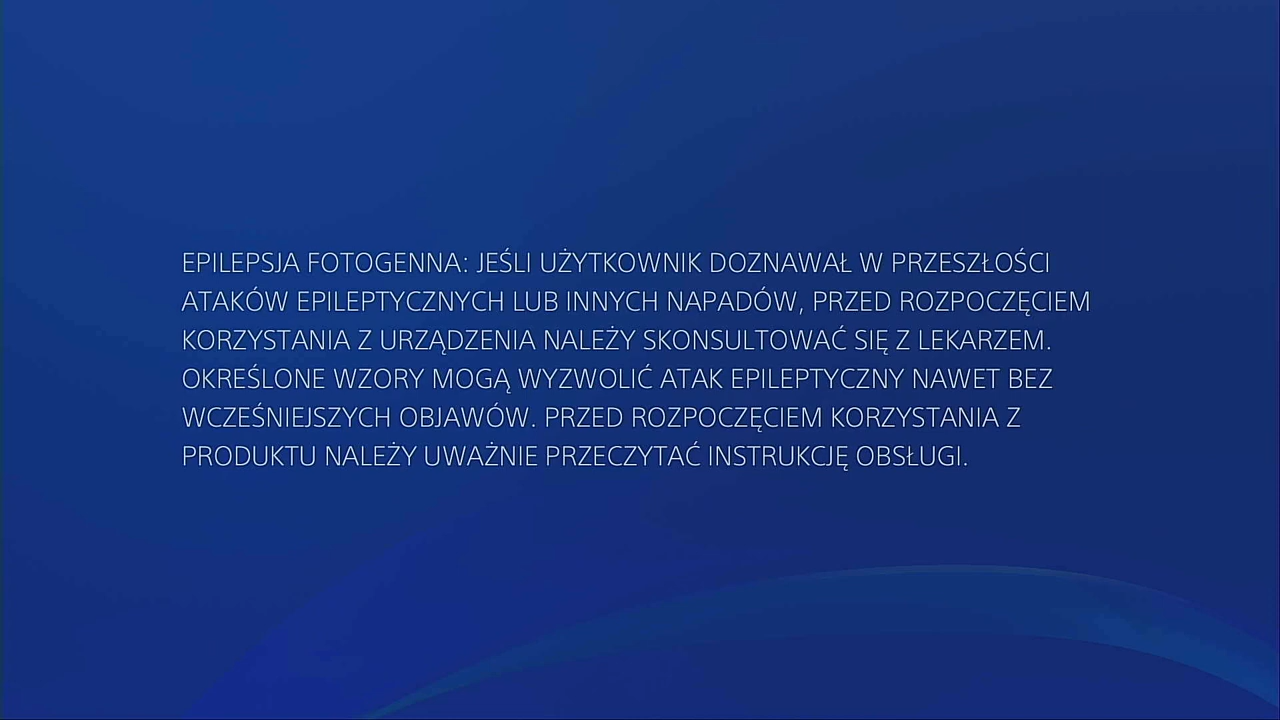 EPILEPSJA FOTOGENNA: JEŚLI UŻYTKOWNIK DOZNAWAŁ W PRZESZŁOŚCI
ATAKÓW EPILEPTYCZNYCH LUB INNYCH NAPADÓW, PRZED ROZPOCZĘCIEM
KORZYSTANIA Z URZĄDZENIA NALEŻY SKONSULTOWAĆ SIĘ Z LEKARZEM.
OKREŚLONE WZORY MOGĄ WYZWOLIĆ ATAK EPILEPTYCZNY NAWET BEZ
WCZEŚNIEJSZYCH OBJAWÓW. PRZED ROZPOCZĘCIEM KORZYSTANIA Z
PRODUKTU NALEŻY UWAŻNIE PRZECZYTAĆ INSTRUKCJĘ OBSŁUGI.